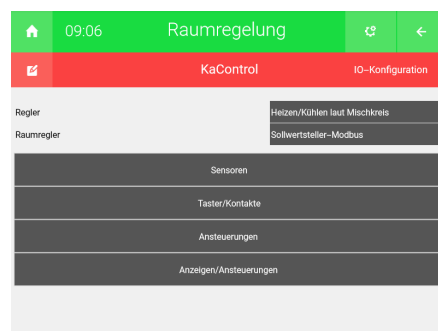 09:06 Raumregelung
KaControl IO-Konfiguration
Regler Heizen/Kühlen laut Mischkreis
Raumregler Sollwertsteller-Modbus
Sensoren
Taster/Kontakte
Ansteuerungen
Anzeigen/Ansteuerungen